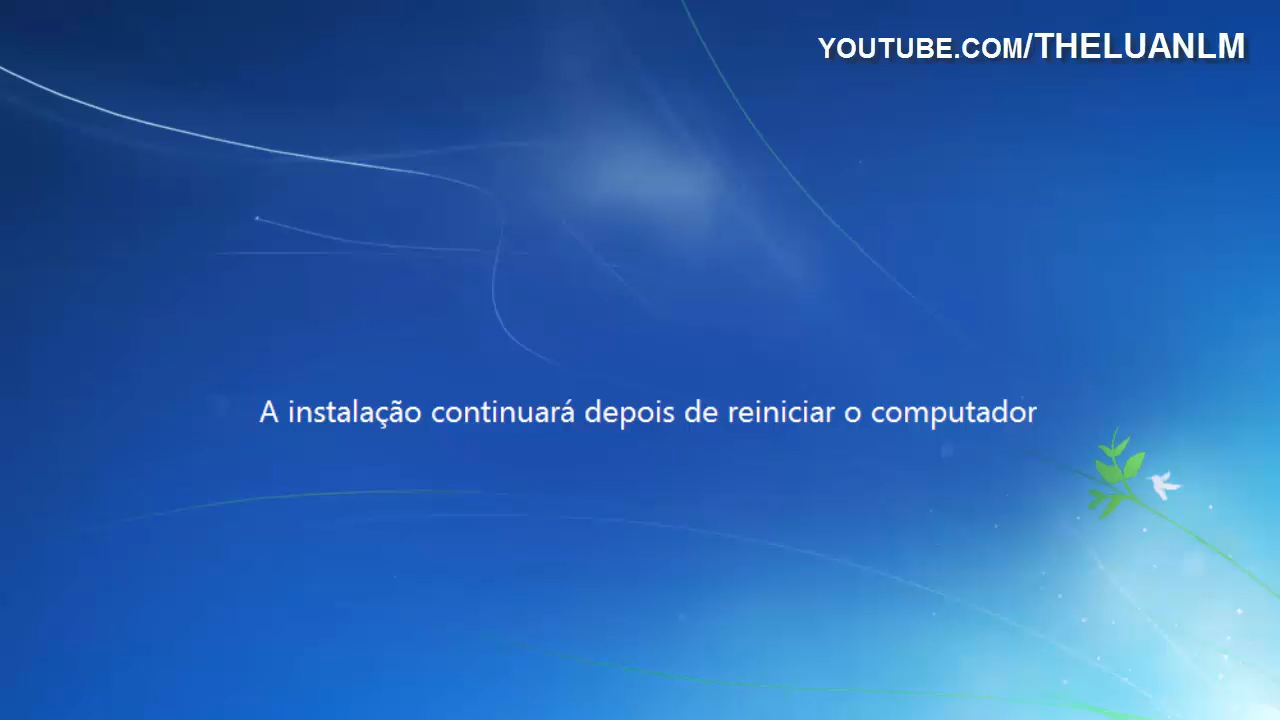 YOUTUBE.COM/THELUANLM
A instalação continuará depois de reiniciar o computador